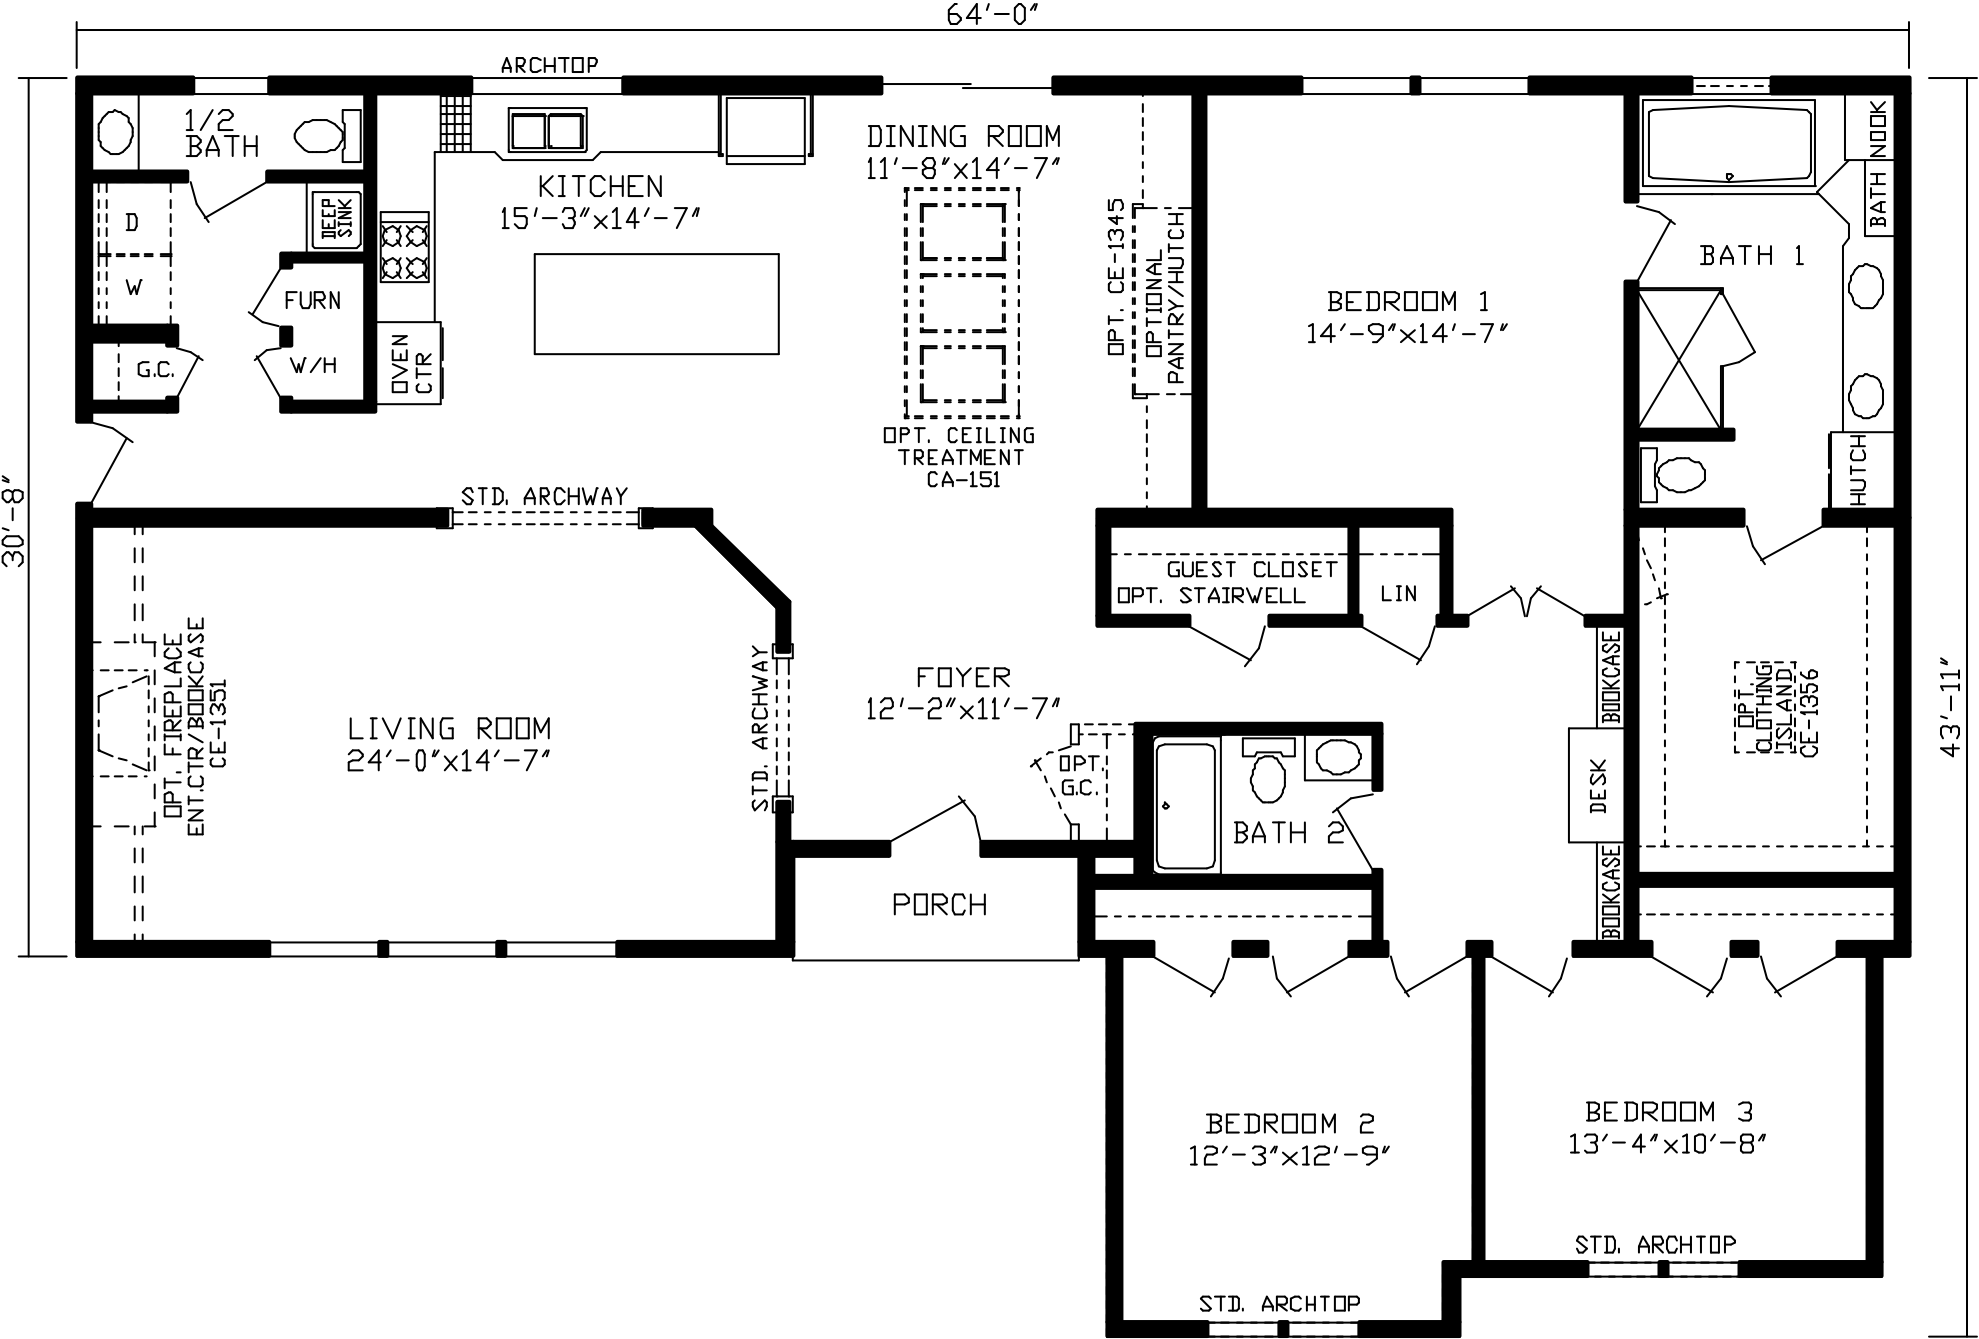 64'-0"
ARCHTOP
1/2
BATH
D
W
DEEP
SINK
FURN
W/H
G.C.
KITCHEN
15'-3"x14'-7"
OVEN
CTR
DINING ROOM
11'-8"x14'-7"
OPT. CEILING
TREATMENT
CA-151
OPT. CE-1345
OPTIONAL
PANTRY/HUTCH
BEDROOM 1
14'-9"x14'-7"
BATH 1
BATH NOOK
HUTCH
30'-8"
43'-11"
STD. ARCHWAY
GUEST CLOSET
OPT. STAIRWELL
LIN
LIVING ROOM
24'-0"x14'-7"
OPT. FIREPLACE
ENT.CTR/BOOKCASE
CE-1351
STD. ARCHWAY
FOYER
12'-2"x11'-7"
OPT.
G.C.
BATH 2
PORCH
BOOKCASE
DESK
BOOKCASE
OPT.
CLOTHING
ISLAND
CE-1356
BEDROOM 2
12'-3"x12'-9"
STD. ARCHTOP
BEDROOM 3
13'-4"x10'-8"
STD. ARCHTOP